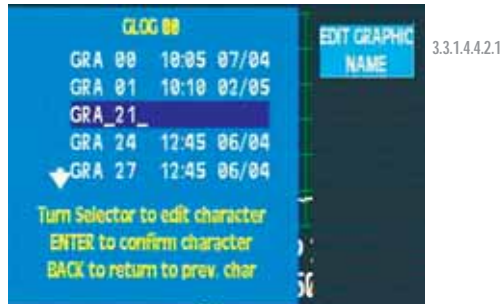 GLOG 00
GRA 00 10:05 07/04
GRA 01 10:10 02/05
GRA_21_
GRA 24 12:45 06/04
GRA 27 12:45 06/04
Turn Selector to edit character
ENTER to confirm character
BACK to return to prev. char
EDIT GRAPHIC
NAME
3.3.1.4.4.2.1